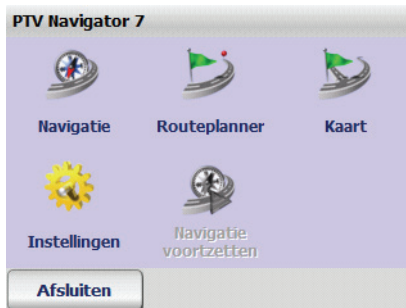 PTV Navigator 7
Navigatie
Routeplanner
Kaart
Instellingen
Navigatie
voortzetten
Afsluiten